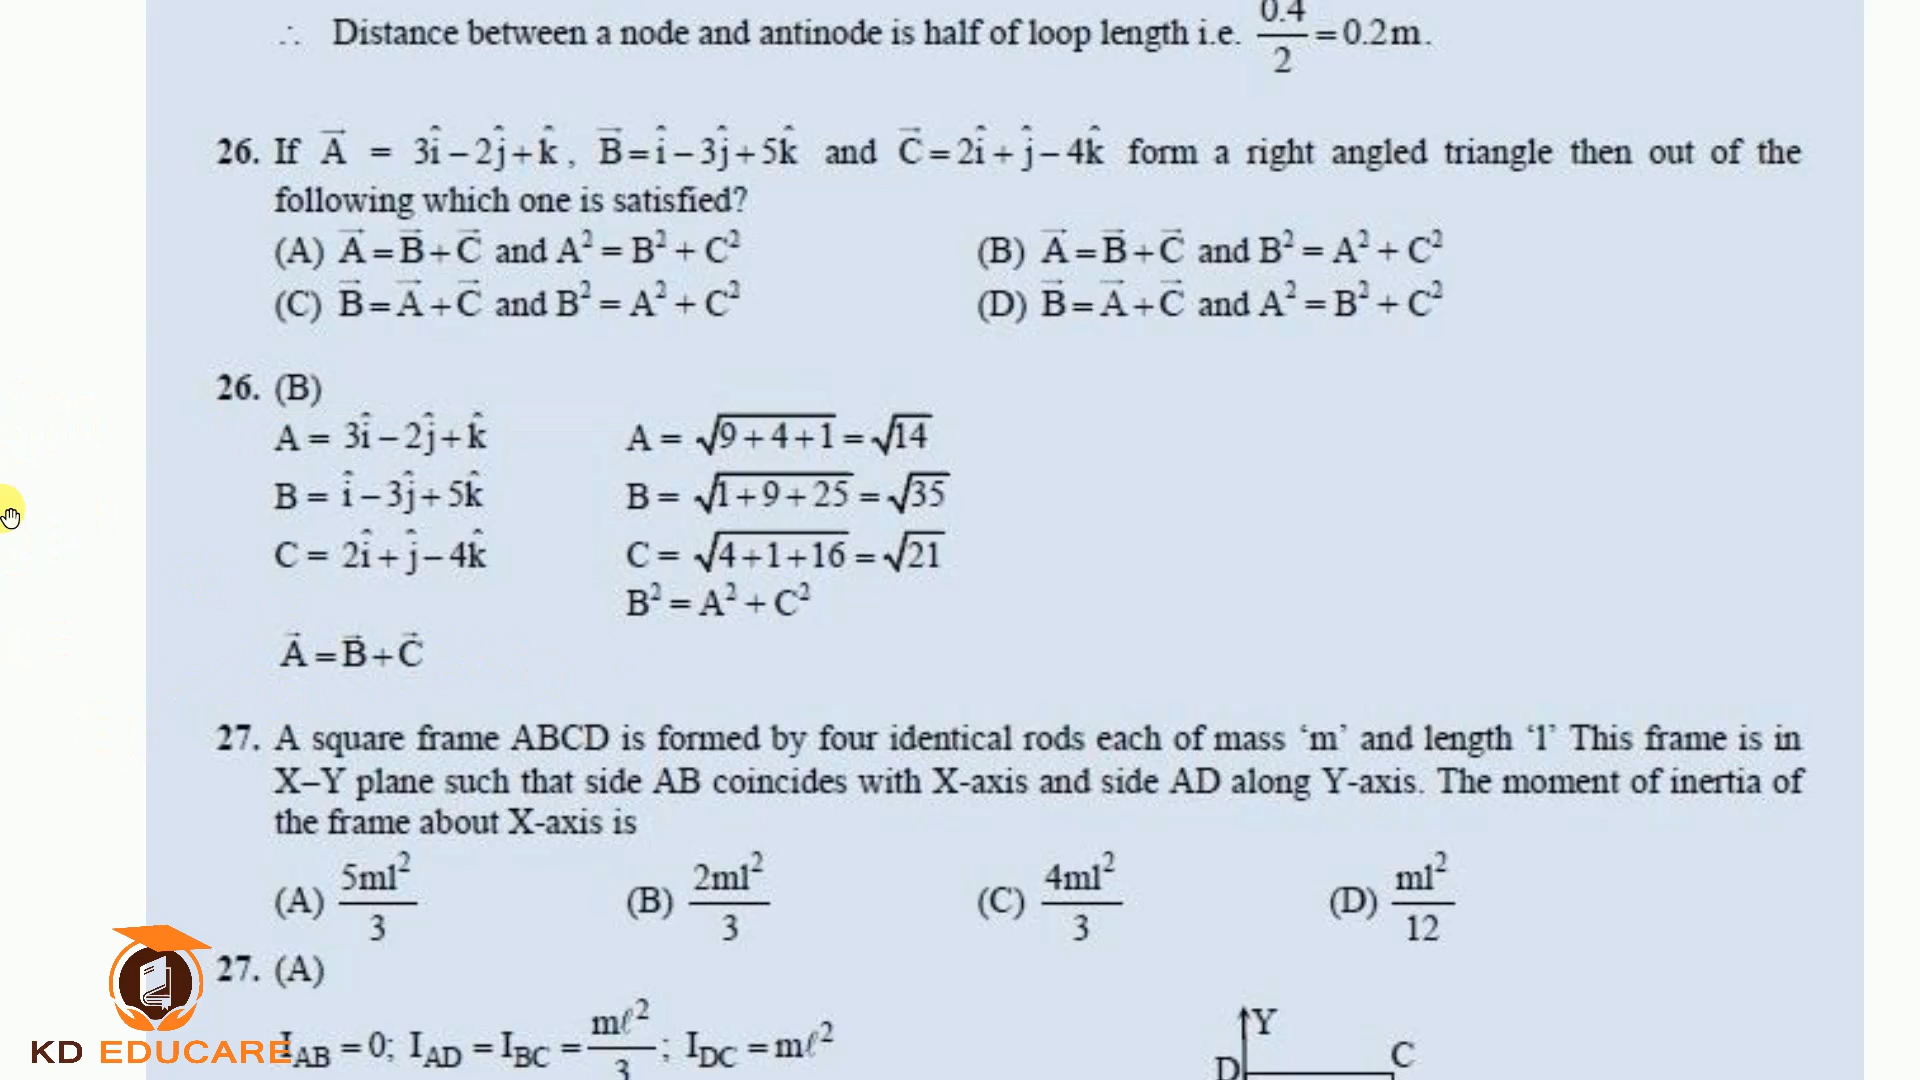 ∴ Distance between a node and antinode is half of loop length i.e. 0.4/2 = 0.2m.
26. If A⃗ = 3î − 2ĵ + k̂, B⃗ = î − 3ĵ + 5k̂ and C⃗ = 2î + ĵ − 4k̂ form a right angled triangle then out of the
following which one is satisfied?
(A) A⃗ = B⃗ + C⃗ and A² = B² + C² (B) A⃗ = B⃗ + C⃗ and B² = A² + C²
(C) B⃗ = A⃗ + C⃗ and B² = A² + C² (D) B⃗ = A⃗ + C⃗ and A² = B² + C²
26. (B)
A = 3î − 2ĵ + k̂ A = √(9 + 4 + 1) = √14
B = î − 3ĵ + 5k̂ B = √(1 + 9 + 25) = √35
C = 2î + ĵ − 4k̂ C = √(4 + 1 + 16) = √21
B² = A² + C²
A⃗ = B⃗ + C⃗
27. A square frame ABCD is formed by four identical rods each of mass ‘m’ and length ‘l’ This frame is in
X–Y plane such that side AB coincides with X-axis and side AD along Y-axis. The moment of inertia of
the frame about X-axis is
(A) 5ml²/3 (B) 2ml²/3 (C) 4ml²/3 (D) ml²/12
27. (A)
I_AB = 0; I_AD = I_BC = mℓ²/3; I_DC = mℓ²
Y
D C
KD EDUCARE